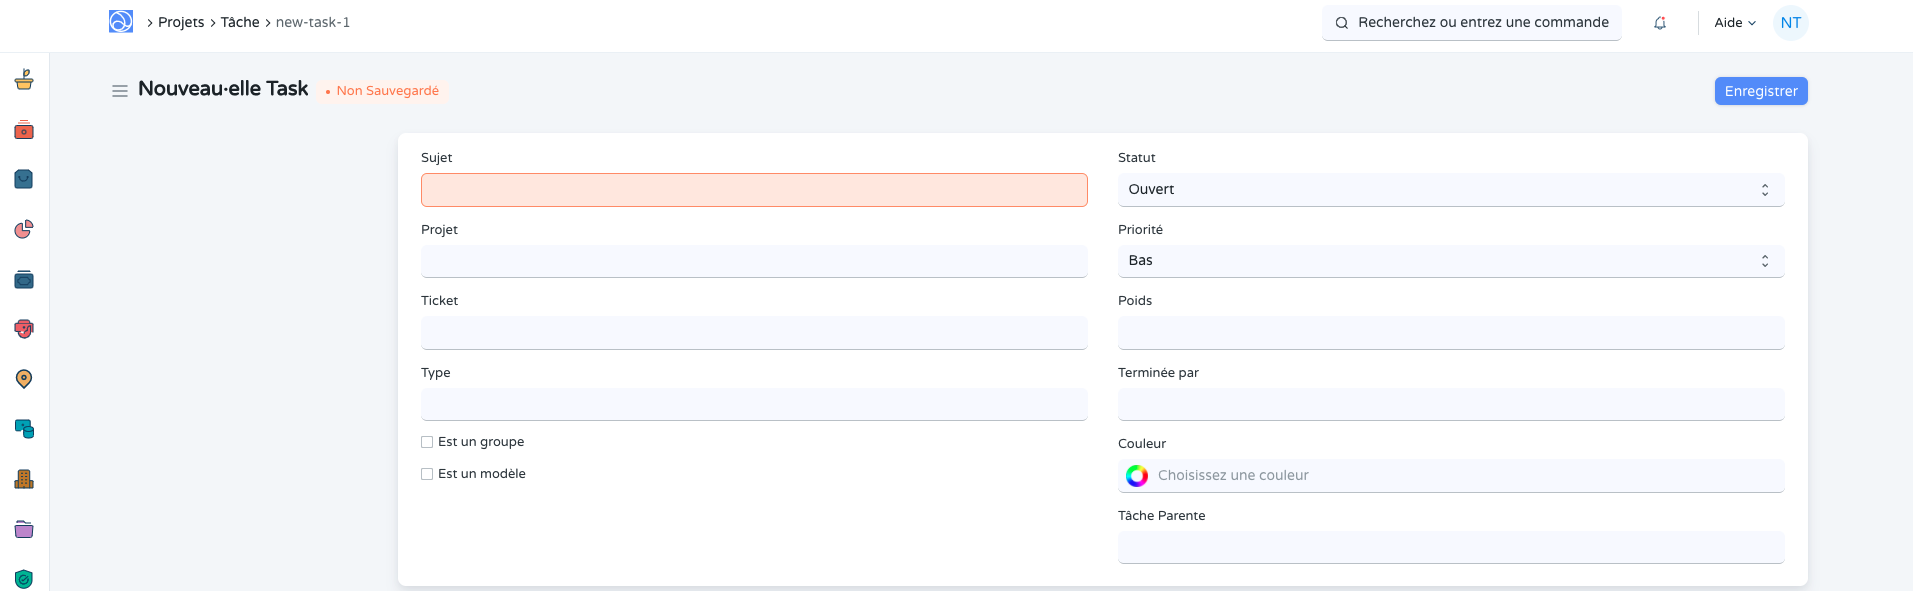 Projets Tâche new-task-1
Recherchez ou entrez une commande
Aide
NT
Nouveau·elle Task
Non Sauvegardé
Enregistrer
Sujet
Projet
Ticket
Type
Est un groupe
Est un modèle
Statut
Ouvert
Priorité
Bas
Poids
Terminée par
Couleur
Choisissez une couleur
Tâche Parente